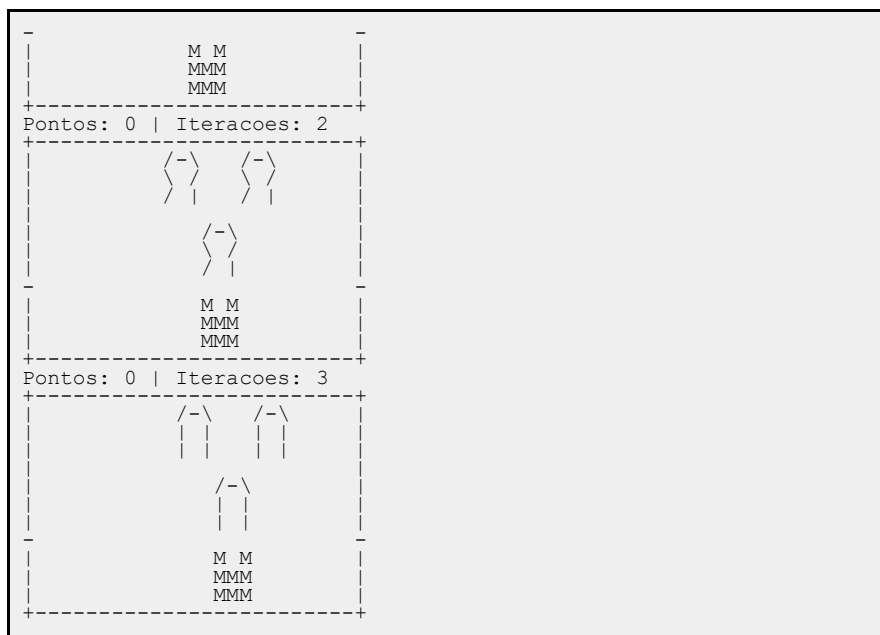 -                         -
|            M M          |
|            MMM          |
|            MMM          |
+-------------------------+
Pontos: 0 | Iteracoes: 2
+-------------------------+
|          /-\   /-\      |
|          \ /   \ /      |
|          / |   / |      |
|                         |
|             /-\         |
|             \ /         |
|             / |         |
-                         -
|             M M         |
|             MMM         |
|             MMM         |
+-------------------------+
Pontos: 0 | Iteracoes: 3
+-------------------------+
|           /-\   /-\     |
|           | |   | |     |
|           | |   | |     |
|                         |
|              /-\        |
|              | |        |
|              | |        |
-                         -
|              M M        |
|              MMM        |
|              MMM        |
+-------------------------+